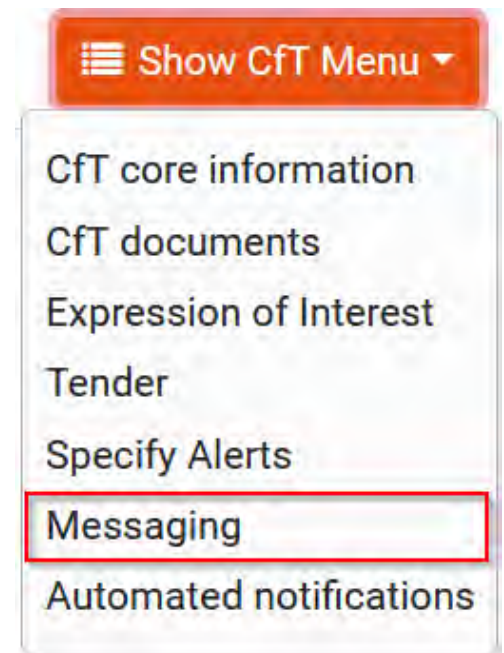 Show CfT Menu
CfT core information
CfT documents
Expression of Interest
Tender
Specify Alerts
Messaging
Automated notifications